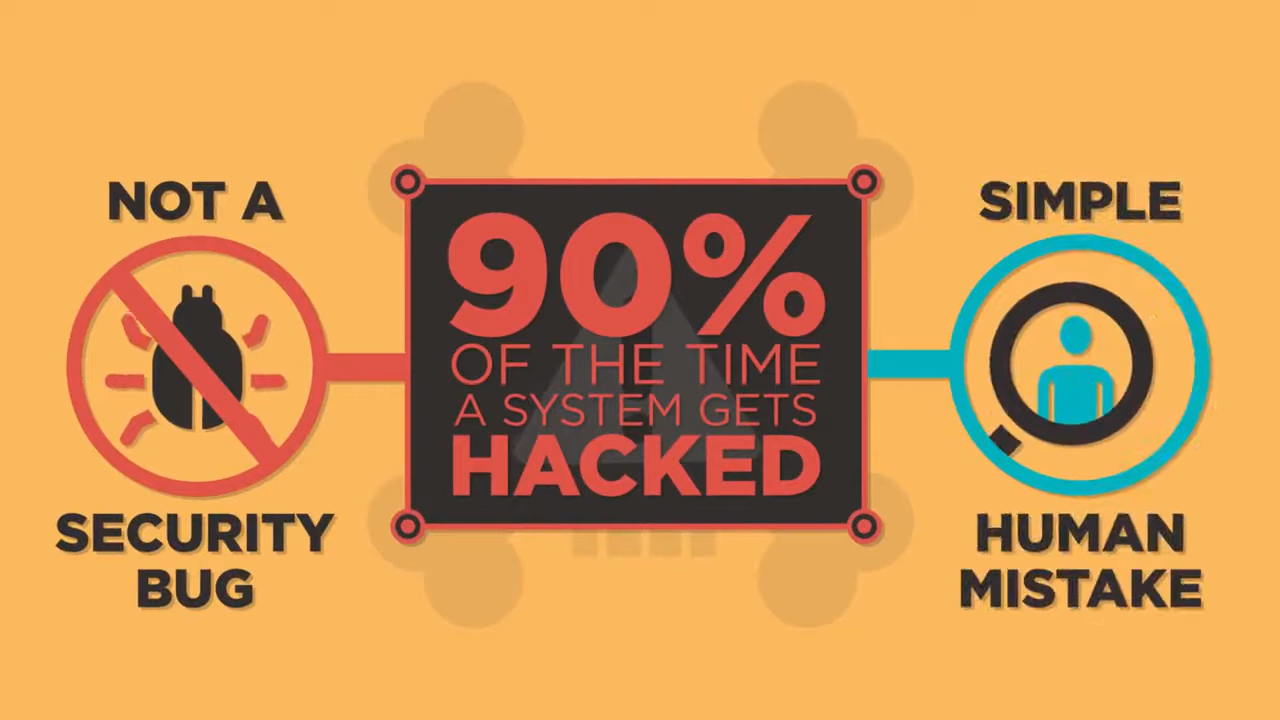 NOT A
SECURITY
BUG
90%
OF THE TIME
A SYSTEM GETS
HACKED
SIMPLE
HUMAN
MISTAKE